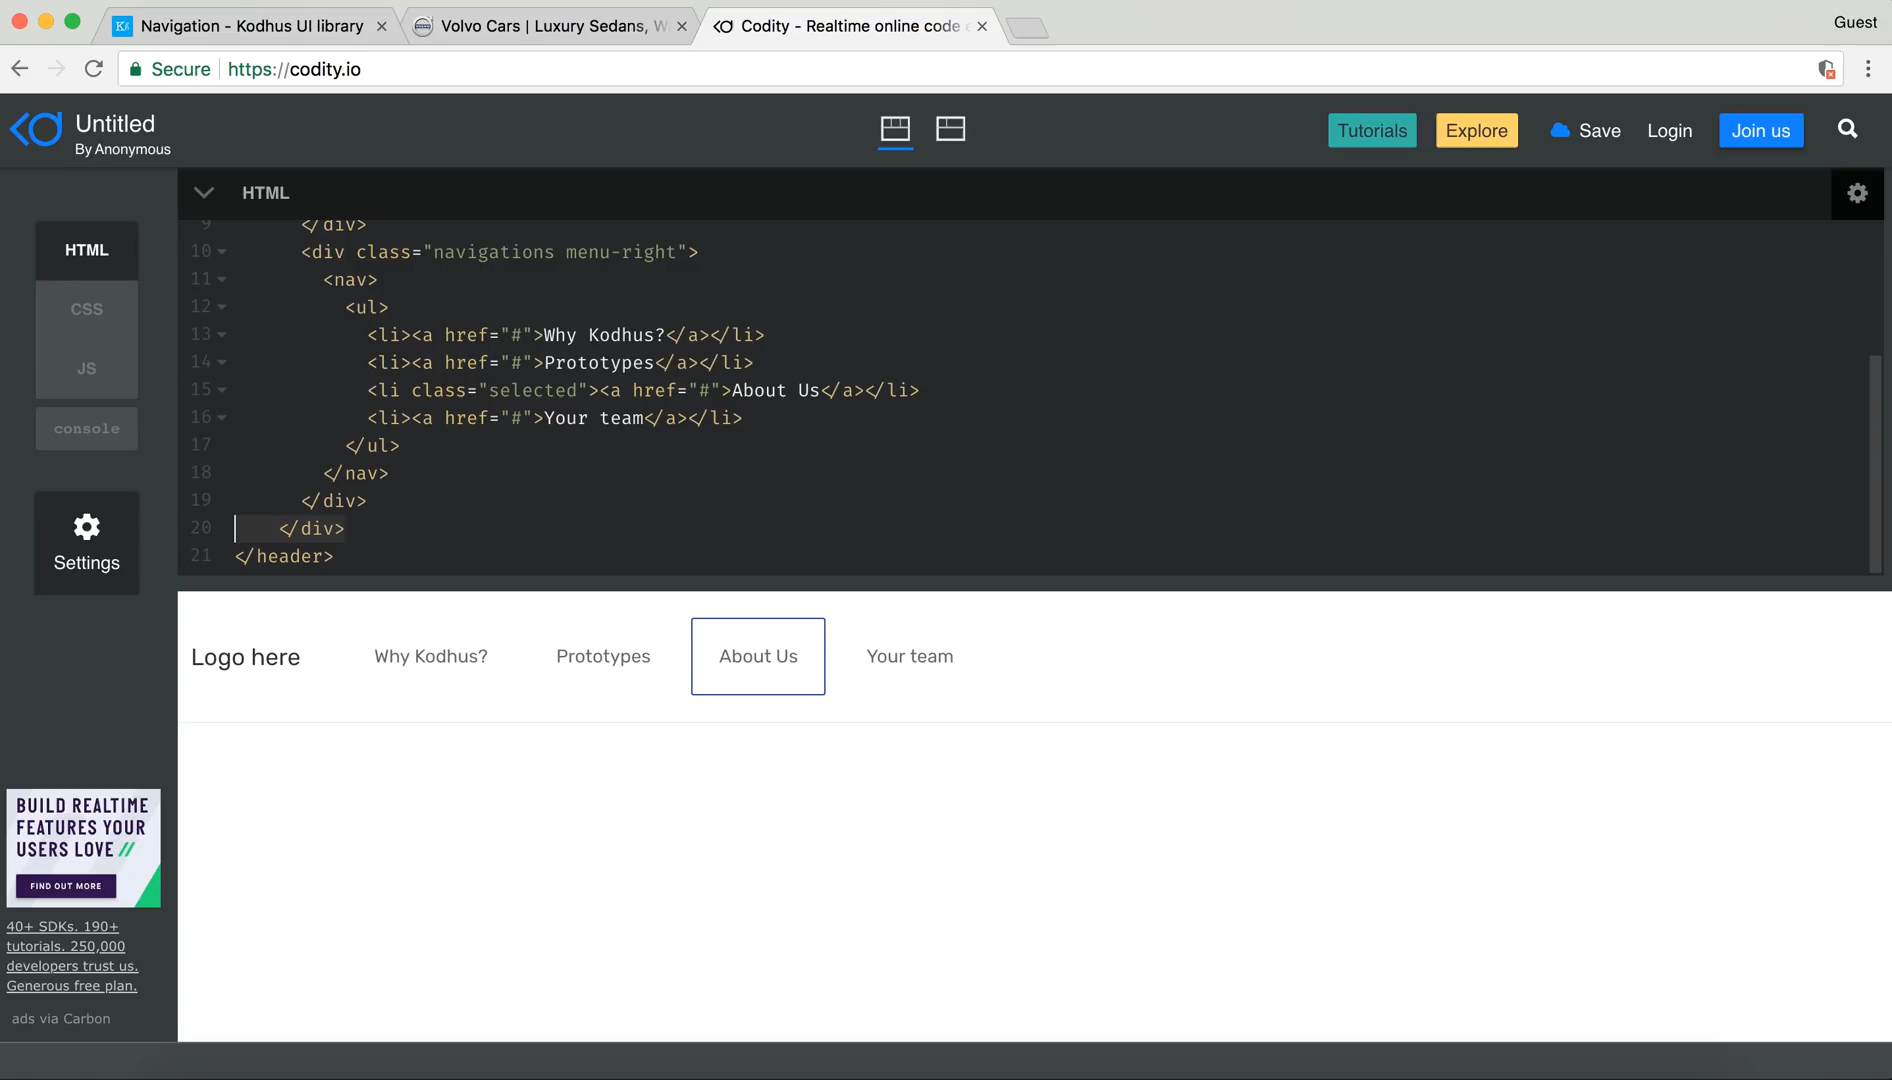 Navigation - Kodhus UI library
Volvo Cars | Luxury Sedans, W
Codity - Realtime online code e
Guest
Secure
https://codity.io
Untitled
By Anonymous
Tutorials
Explore
Save
Login
Join us
HTML
HTML
CSS
JS
console
Settings
9 </div>
10 <div class="navigations menu-right">
11 <nav>
12 <ul>
13 <li><a href="#">Why Kodhus?</a></li>
14 <li><a href="#">Prototypes</a></li>
15 <li class="selected"><a href="#">About Us</a></li>
16 <li><a href="#">Your team</a></li>
17 </ul>
18 </nav>
19 </div>
20 </div>
21 </header>
Logo here
Why Kodhus?
Prototypes
About Us
Your team
BUILD REALTIME
FEATURES YOUR
USERS LOVE //
FIND OUT MORE
40+ SDKs. 190+
tutorials. 250,000
developers trust us.
Generous free plan.
ads via Carbon